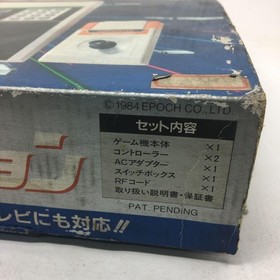 ©1984 EPOCH CO., LTD.
セット内容
ゲーム機本体 ×1
コントローラー ×2
ACアダプター ×1
スイッチボックス ×1
RFコード ×1
取り扱い説明書・保証書
PAT. PENDING
ョン
レビにも対応!!